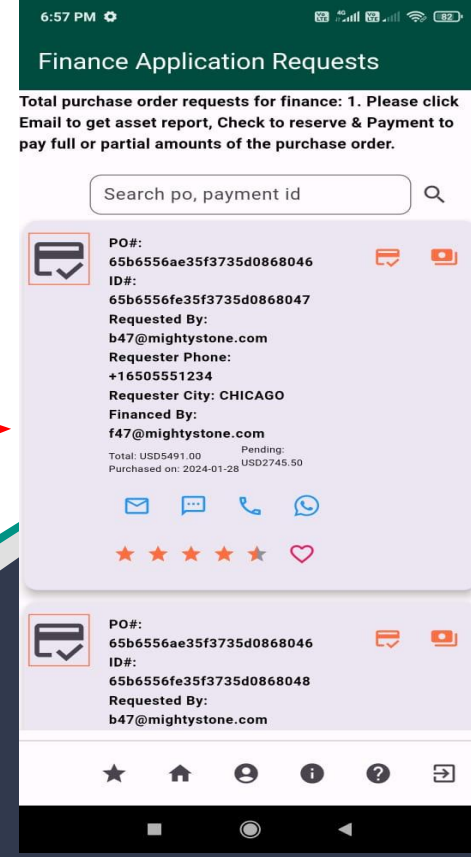 6:57 PM
4G
82
Finance Application Requests
Total purchase order requests for finance: 1. Please click
Email to get asset report, Check to reserve & Payment to
pay full or partial amounts of the purchase order.
Search po, payment id
PO#:
65b6556ae35f3735d0868046
ID#:
65b6556fe35f3735d0868047
Requested By:
b47@mightystone.com
Requester Phone:
+16505551234
Requester City: CHICAGO
Financed By:
f47@mightystone.com
Total: USD5491.00
Purchased on: 2024-01-28
Pending:
USD2745.50
PO#:
65b6556ae35f3735d0868046
ID#:
65b6556fe35f3735d0868048
Requested By:
b47@mightystone.com